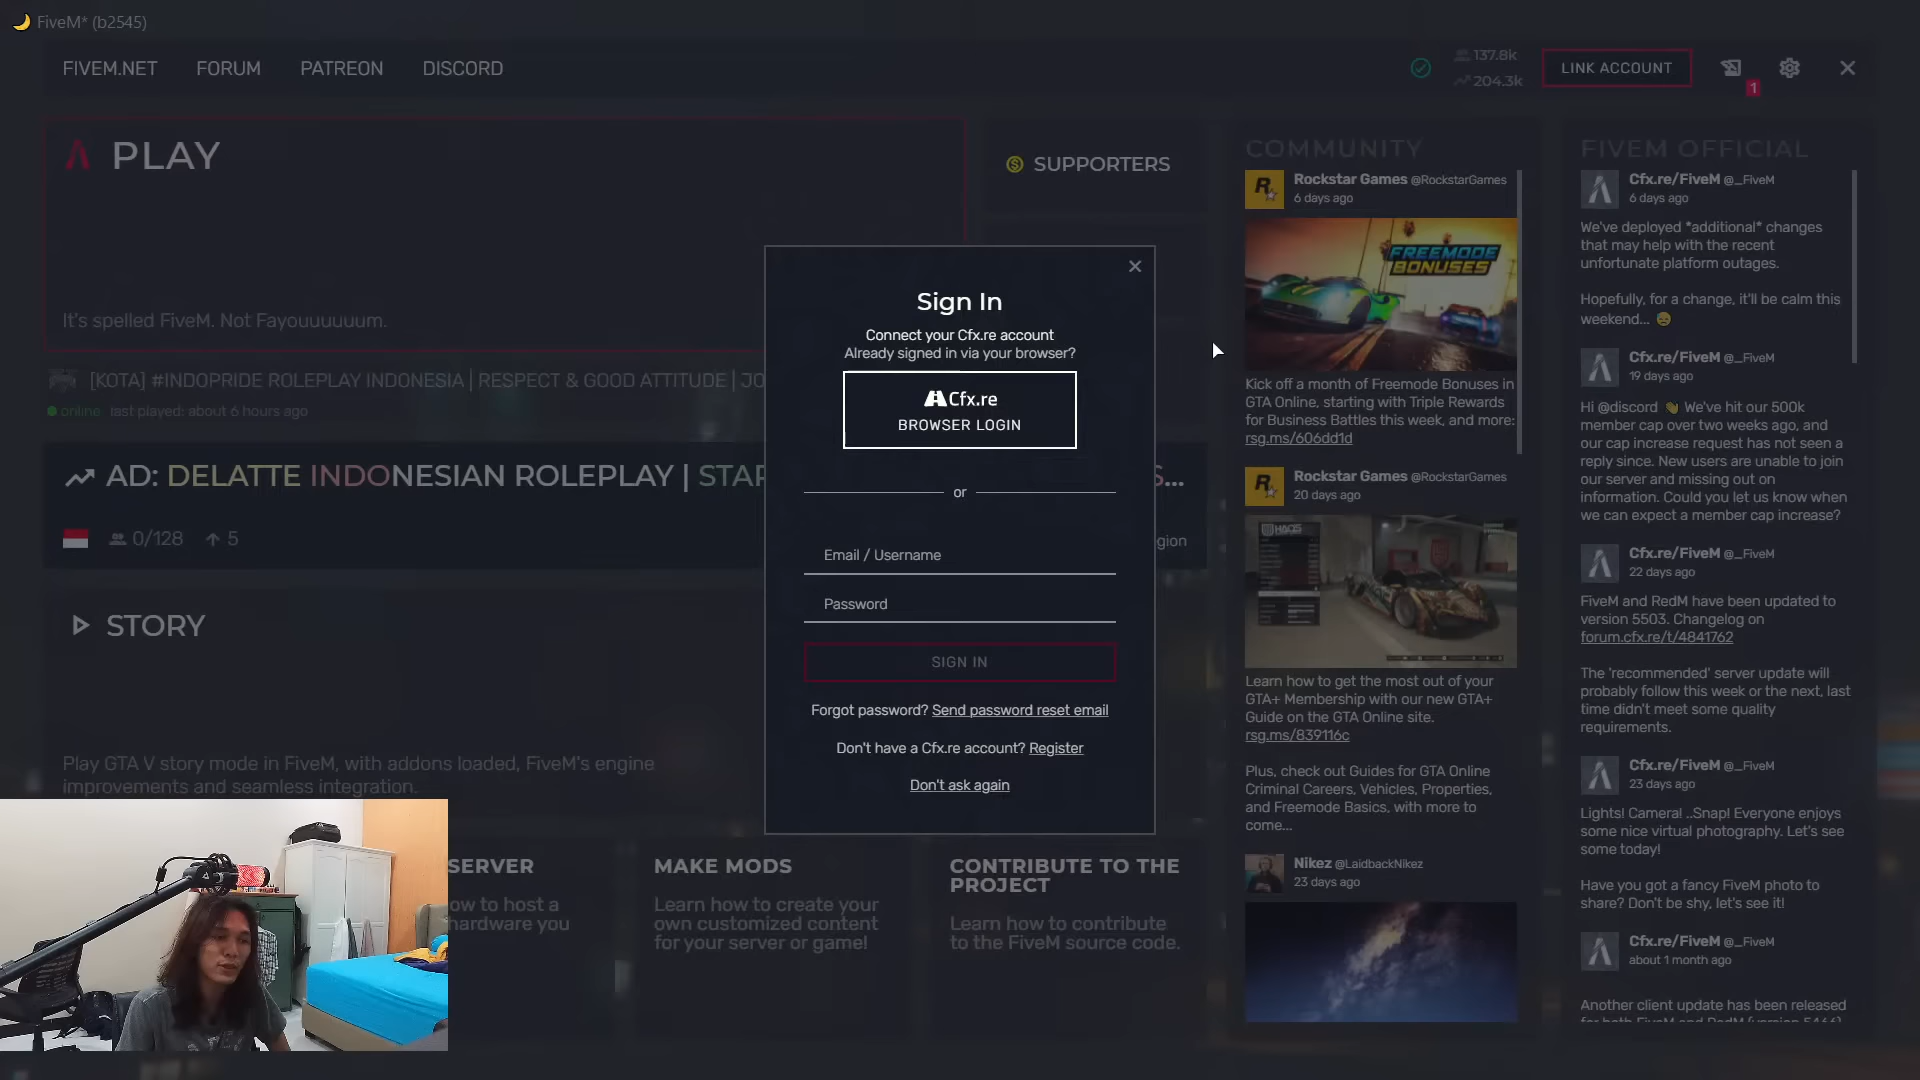 FiveM* (b2545)
FIVEM.NET
FORUM
PATREON
DISCORD
137.8k
204.3k
LINK ACCOUNT
1
PLAY
It's spelled FiveM. Not Fayouuuuuum.
[KOTA] #INDOPRIDE ROLEPLAY INDONESIA | RESPECT & GOOD ATTITUDE | JO
online last played: about 6 hours ago
AD: DELATTE INDONESIAN ROLEPLAY | STAR
S...
0/128
5
gion
STORY
Play GTA V story mode in FiveM, with addons loaded, FiveM's engine
improvements and seamless integration.
SERVER
ow to host a
hardware you
MAKE MODS
Learn how to create your
own customized content
for your server or game!
CONTRIBUTE TO THE
PROJECT
Learn how to contribute
to the FiveM source code.
SUPPORTERS
Sign In
Connect your Cfx.re account
Already signed in via your browser?
Cfx.re
BROWSER LOGIN
or
Email / Username
Password
SIGN IN
Forgot password? Send password reset email
Don't have a Cfx.re account? Register
Don't ask again
COMMUNITY
Rockstar Games @RockstarGames
6 days ago
FREEMODE
BONUSES
Kick off a month of Freemode Bonuses in
GTA Online, starting with Triple Rewards
for Business Battles this week, and more:
rsg.ms/606dd1d
Rockstar Games @RockstarGames
20 days ago
Learn how to get the most out of your
GTA+ Membership with our new GTA+
Guide on the GTA Online site.
rsg.ms/839116c
Plus, check out Guides for GTA Online
Criminal Careers, Vehicles, Properties,
and Freemode Basics, with more to
come...
Nikez @LaidbackNikez
23 days ago
FIVEM OFFICIAL
Cfx.re/FiveM @_FiveM
6 days ago
We've deployed *additional* changes
that may help with the recent
unfortunate platform outages.
Hopefully, for a change, it'll be calm this
weekend...
Cfx.re/FiveM @_FiveM
19 days ago
Hi @discord 👋 We've hit our 500k
member cap over two weeks ago, and
our cap increase request has not seen a
reply since. New users are unable to join
our server and missing out on
information. Could you let us know when
we can expect a member cap increase?
Cfx.re/FiveM @_FiveM
22 days ago
FiveM and RedM have been updated to
version 5503. Changelog on
forum.cfx.re/t/4841762
The 'recommended' server update will
probably follow this week or the next, last
time didn't meet some quality
requirements.
Cfx.re/FiveM @_FiveM
23 days ago
Lights! Camera! ..Snap! Everyone enjoys
some nice virtual photography. Let's see
some today!
Have you got a fancy FiveM photo to
share? Don't be shy, let's see it!
Cfx.re/FiveM @_FiveM
about 1 month ago
Another client update has been released
for both FiveM and RedM (version 5466)